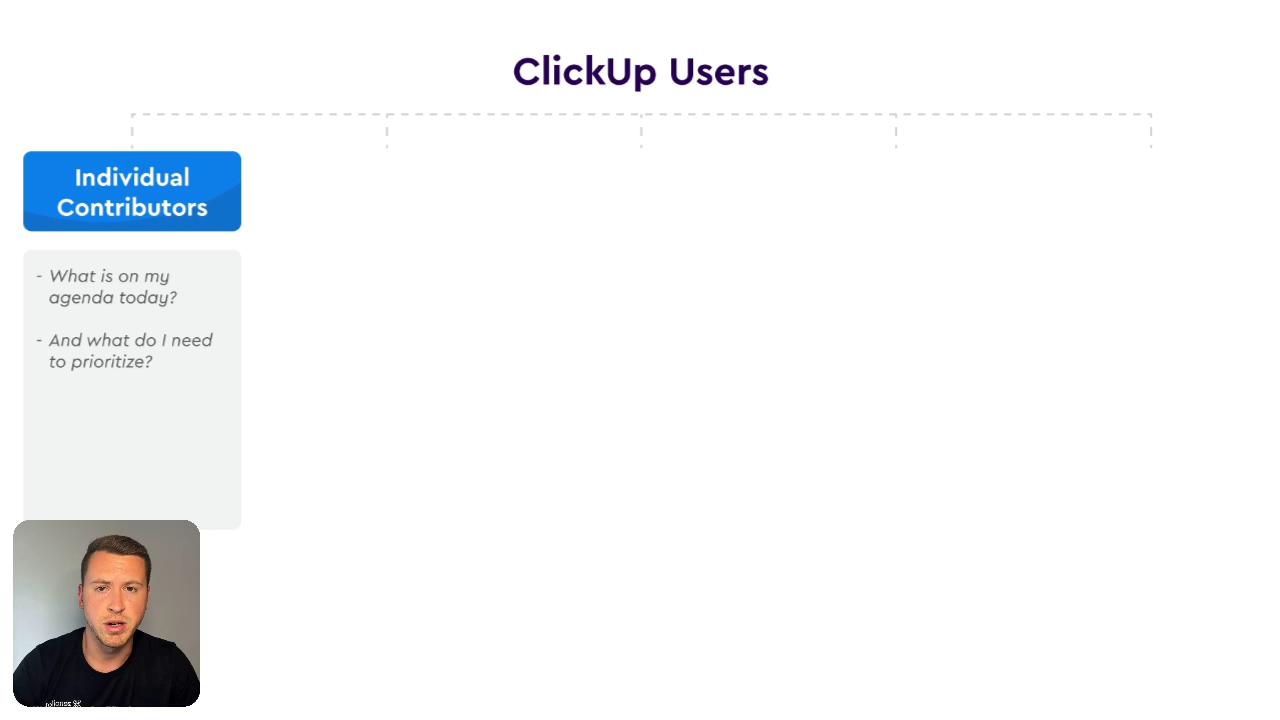 ClickUp Users
Individual
Contributors
- What is on my
agenda today?
- And what do I need
to prioritize?